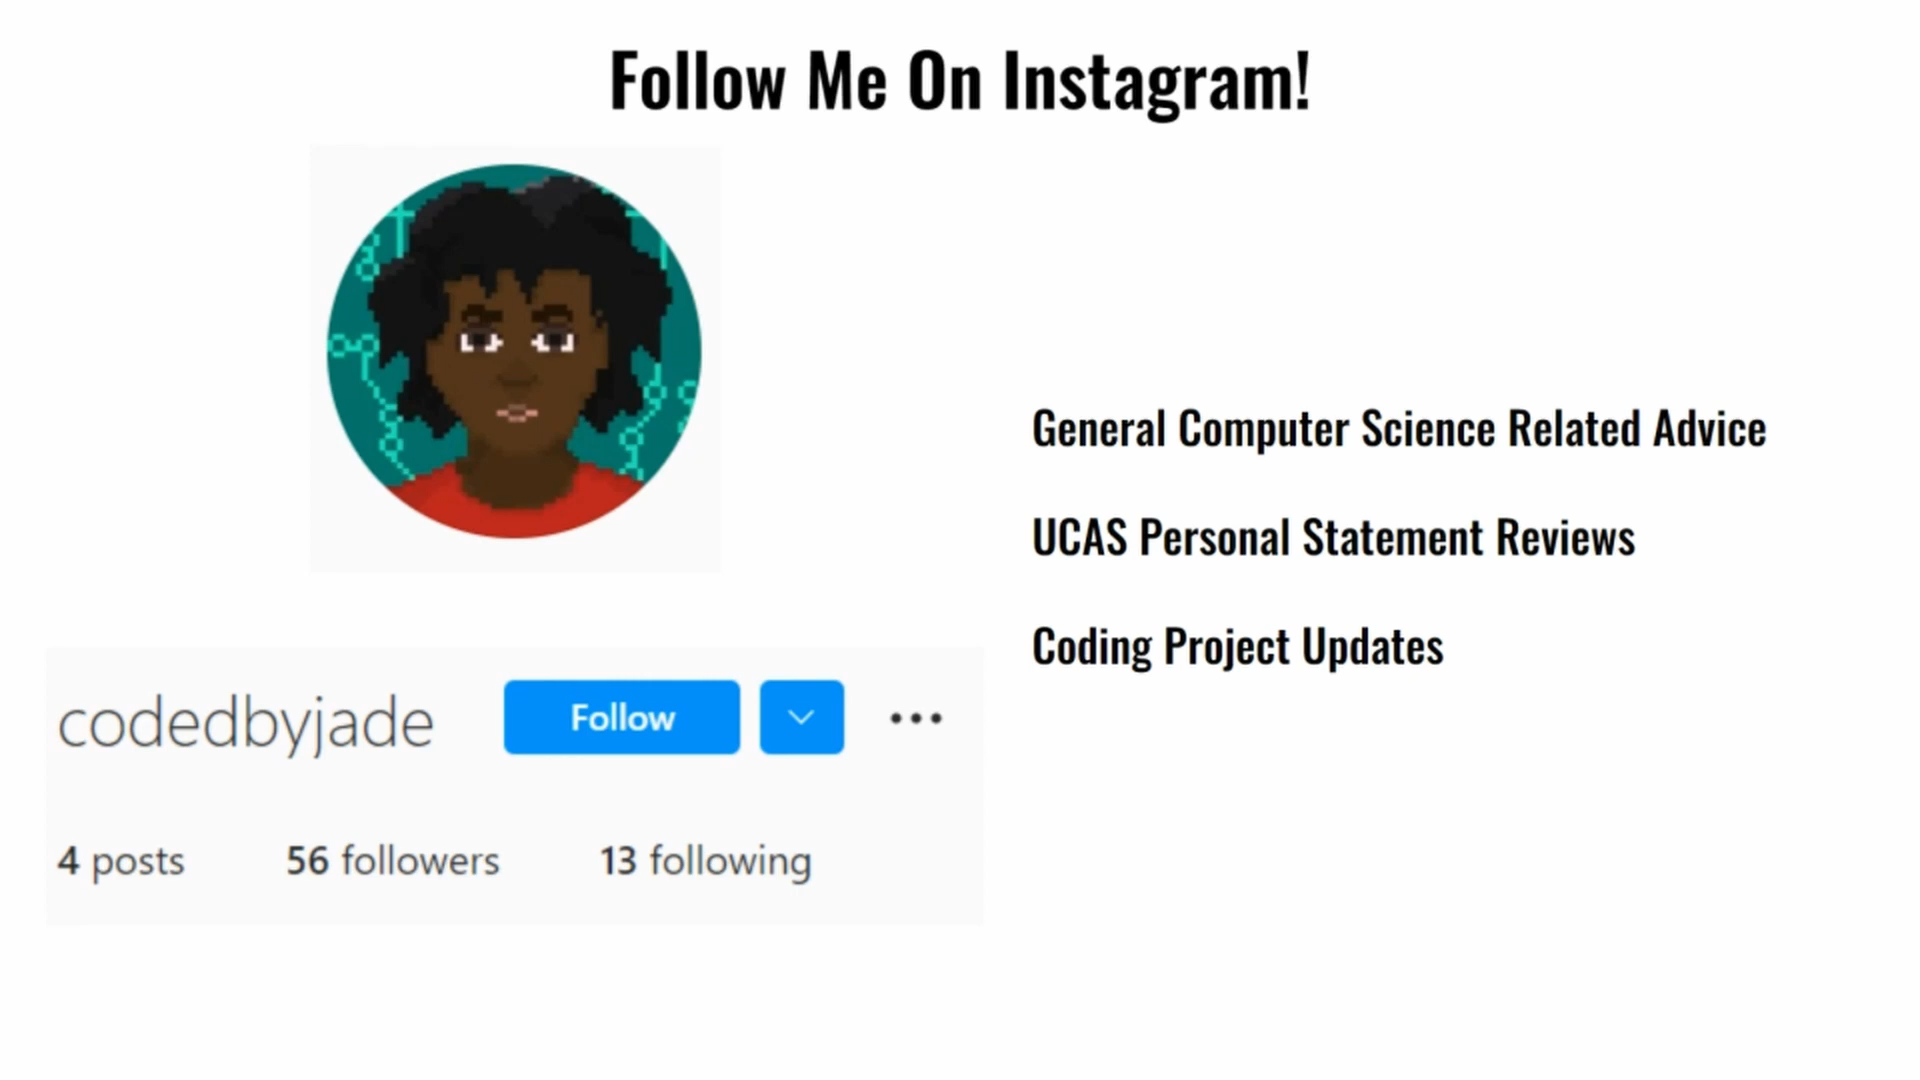 Follow Me On Instagram!
General Computer Science Related Advice
UCAS Personal Statement Reviews
Coding Project Updates
codedbyjade Follow
4 posts 56 followers 13 following